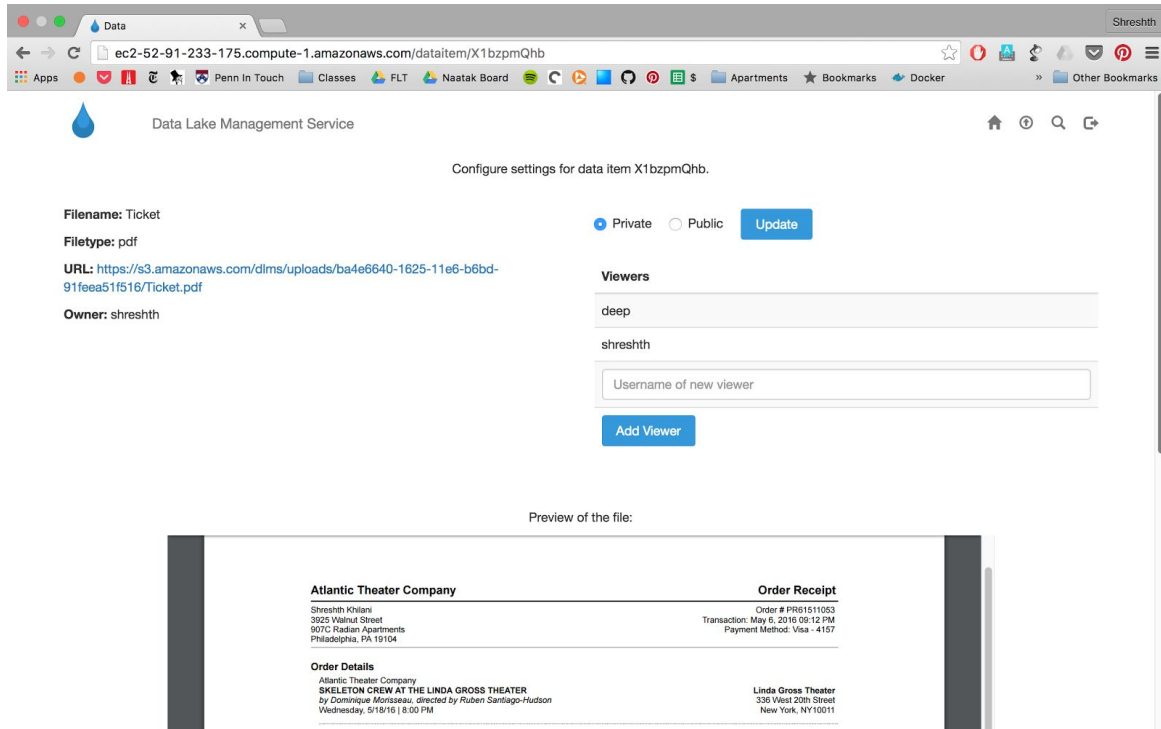 Data
Shreshth
ec2-52-91-233-175.compute-1.amazonaws.com/dataitem/X1bzpmQhb
Apps Penn In Touch Classes FLT Naatak Board $ Apartments Bookmarks Docker » Other Bookmarks
Data Lake Management Service
Configure settings for data item X1bzpmQhb.
Filename: Ticket
Filetype: pdf
URL: https://s3.amazonaws.com/dlms/uploads/ba4e6640-1625-11e6-b6bd-
91feea51f516/Ticket.pdf
Owner: shreshth
Private Public Update
Viewers
deep
shreshth
Username of new viewer
Add Viewer
Preview of the file:
Atlantic Theater Company Order Receipt
Shreshth Khilani Order # PR61511053
3925 Walnut Street Transaction: May 6, 2016 09:12 PM
907C Radian Apartments Payment Method: Visa - 4157
Philadelphia, PA 19104
Order Details
Atlantic Theater Company
SKELETON CREW AT THE LINDA GROSS THEATER Linda Gross Theater
by Dominique Morisseau, directed by Ruben Santiago-Hudson 336 West 20th Street
Wednesday, 5/18/16 | 8:00 PM New York, NY10011